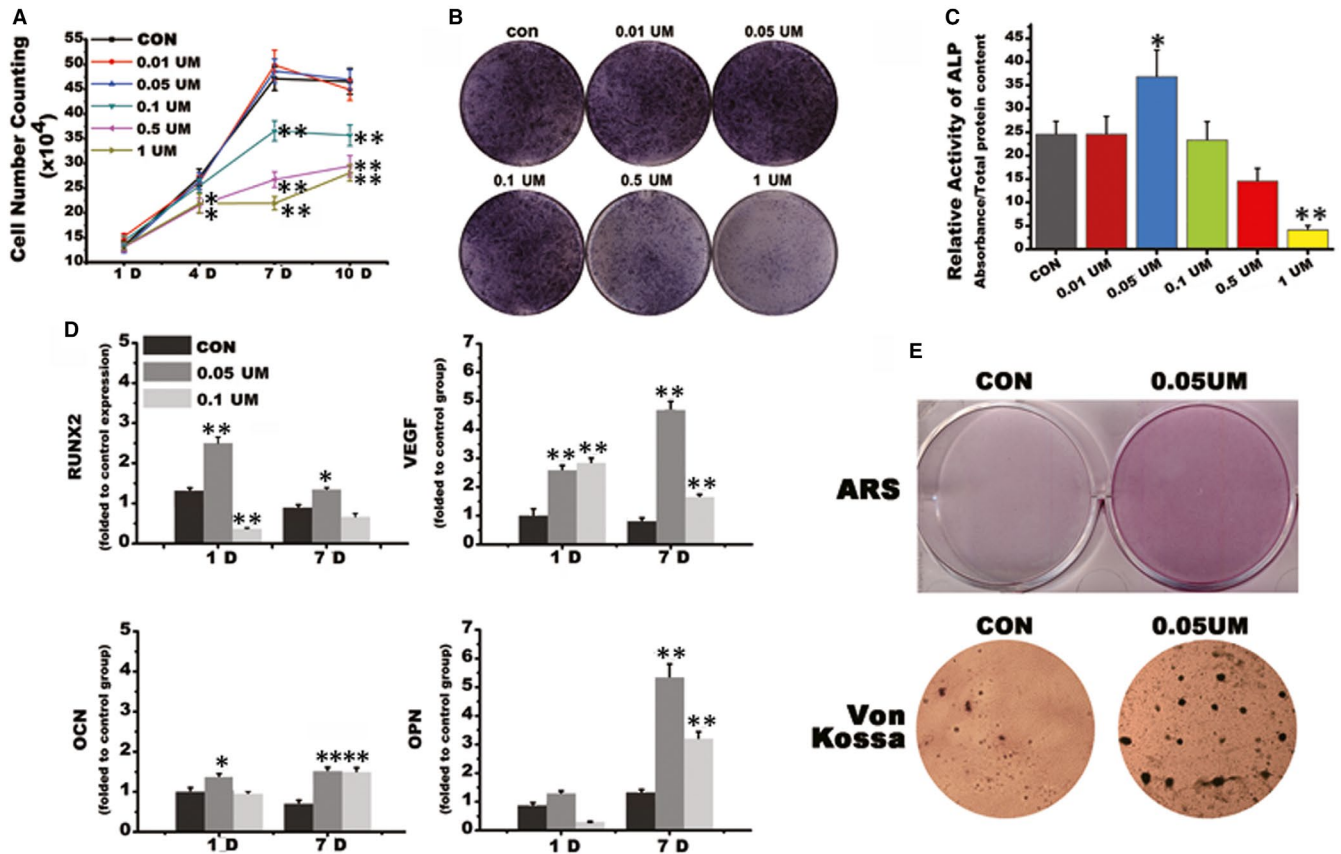 A
Cell Number Counting
(x10⁴)
55
50
45
40
35
30
25
20
15
10
CON
0.01 UM
0.05 UM
0.1 UM
0.5 UM
1 UM
**
**
**
**
**
**
*
*
1 D
4 D
7 D
10 D
B
con
0.01 UM
0.05 UM
0.1 UM
0.5 UM
1 UM
C
Relative Activity of ALP
Absorbance/Total protein content
45
40
35
30
25
20
15
10
5
0
*
**
CON
0.01 UM
0.05 UM
0.1 UM
0.5 UM
1 UM
D
RUNX2
(folded to control expression)
5
4
3
2
1
0
CON
0.05 UM
0.1 UM
**
**
*
1 D
7 D
VEGF
(folded to control group)
7
6
5
4
3
2
1
0
**
**
**
**
1 D
7 D
OCN
(folded to control group)
5
4
3
2
1
0
*
****
1 D
7 D
OPN
(folded to control group)
7
6
5
4
3
2
1
0
**
**
1 D
7 D
E
CON
0.05UM
ARS
CON
0.05UM
Von
Kossa